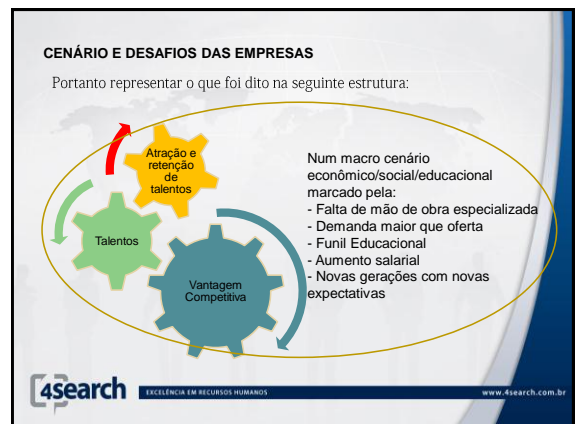 CENÁRIO E DESAFIOS DAS EMPRESAS
Portanto representar o que foi dito na seguinte estrutura:
Atração e
retenção
de
talentos
Talentos
Vantagem
Competitiva
Num macro cenário
econômico/social/educacional
marcado pela:
- Falta de mão de obra especializada
- Demanda maior que oferta
- Funil Educacional
- Aumento salarial
- Novas gerações com novas
expectativas
4search
EXCELÊNCIA EM RECURSOS HUMANOS
www.4search.com.br